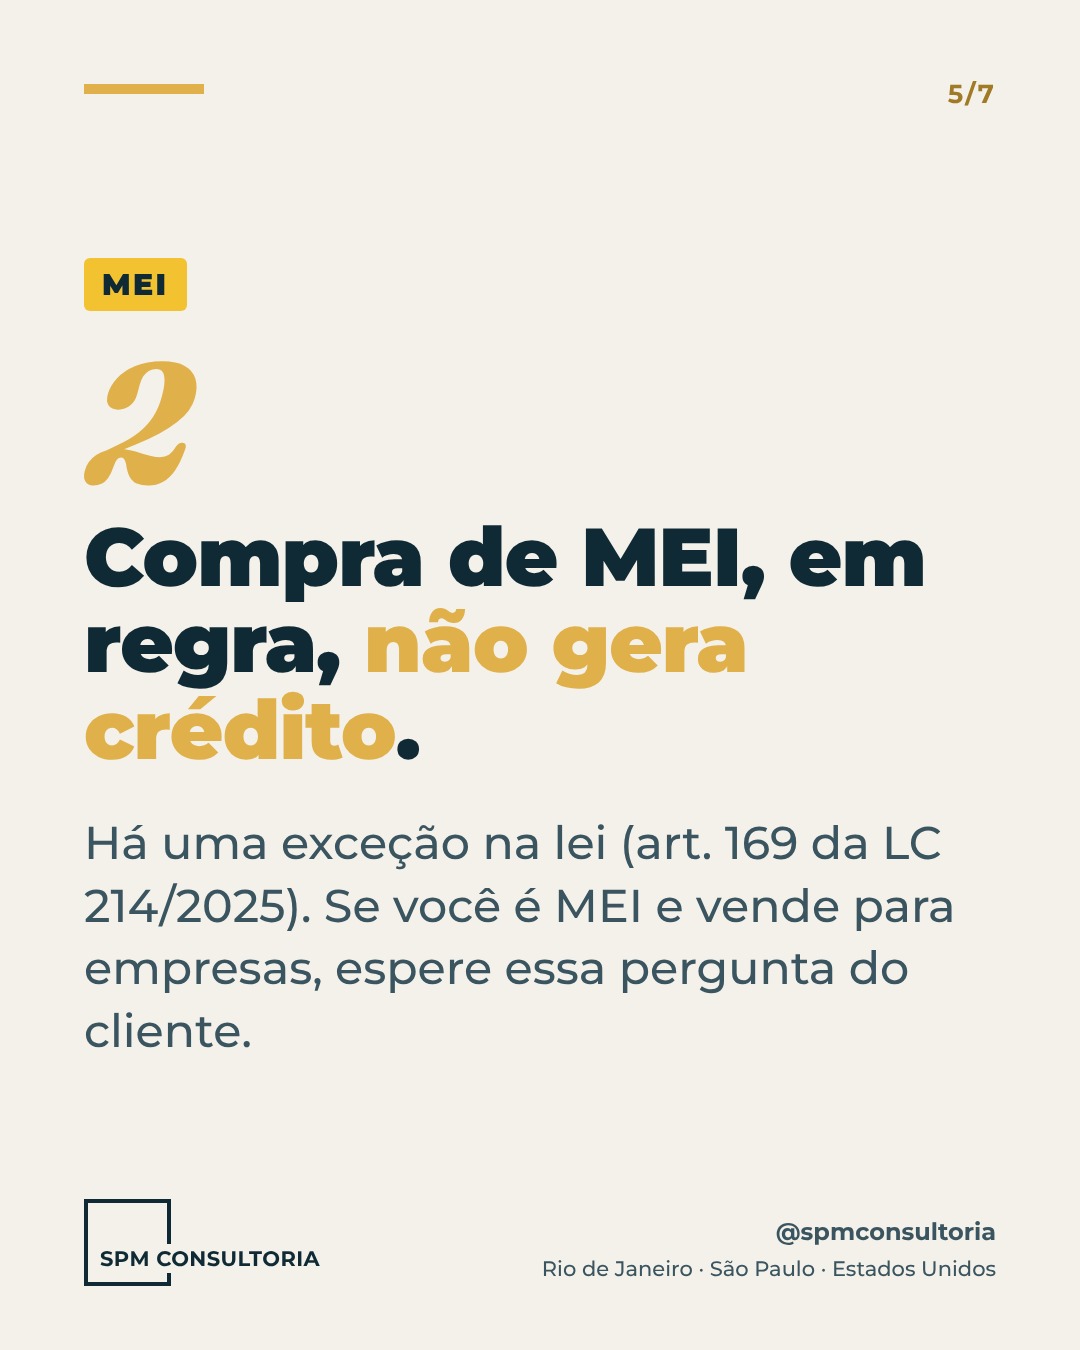 5/7
MEI
2
Compra de MEI, em
regra, não gera
crédito.
Há uma exceção na lei (art. 169 da LC
214/2025). Se você é MEI e vende para
empresas, espere essa pergunta do
cliente.
SPM CONSULTORIA
@spmconsultoria
Rio de Janeiro · São Paulo · Estados Unidos